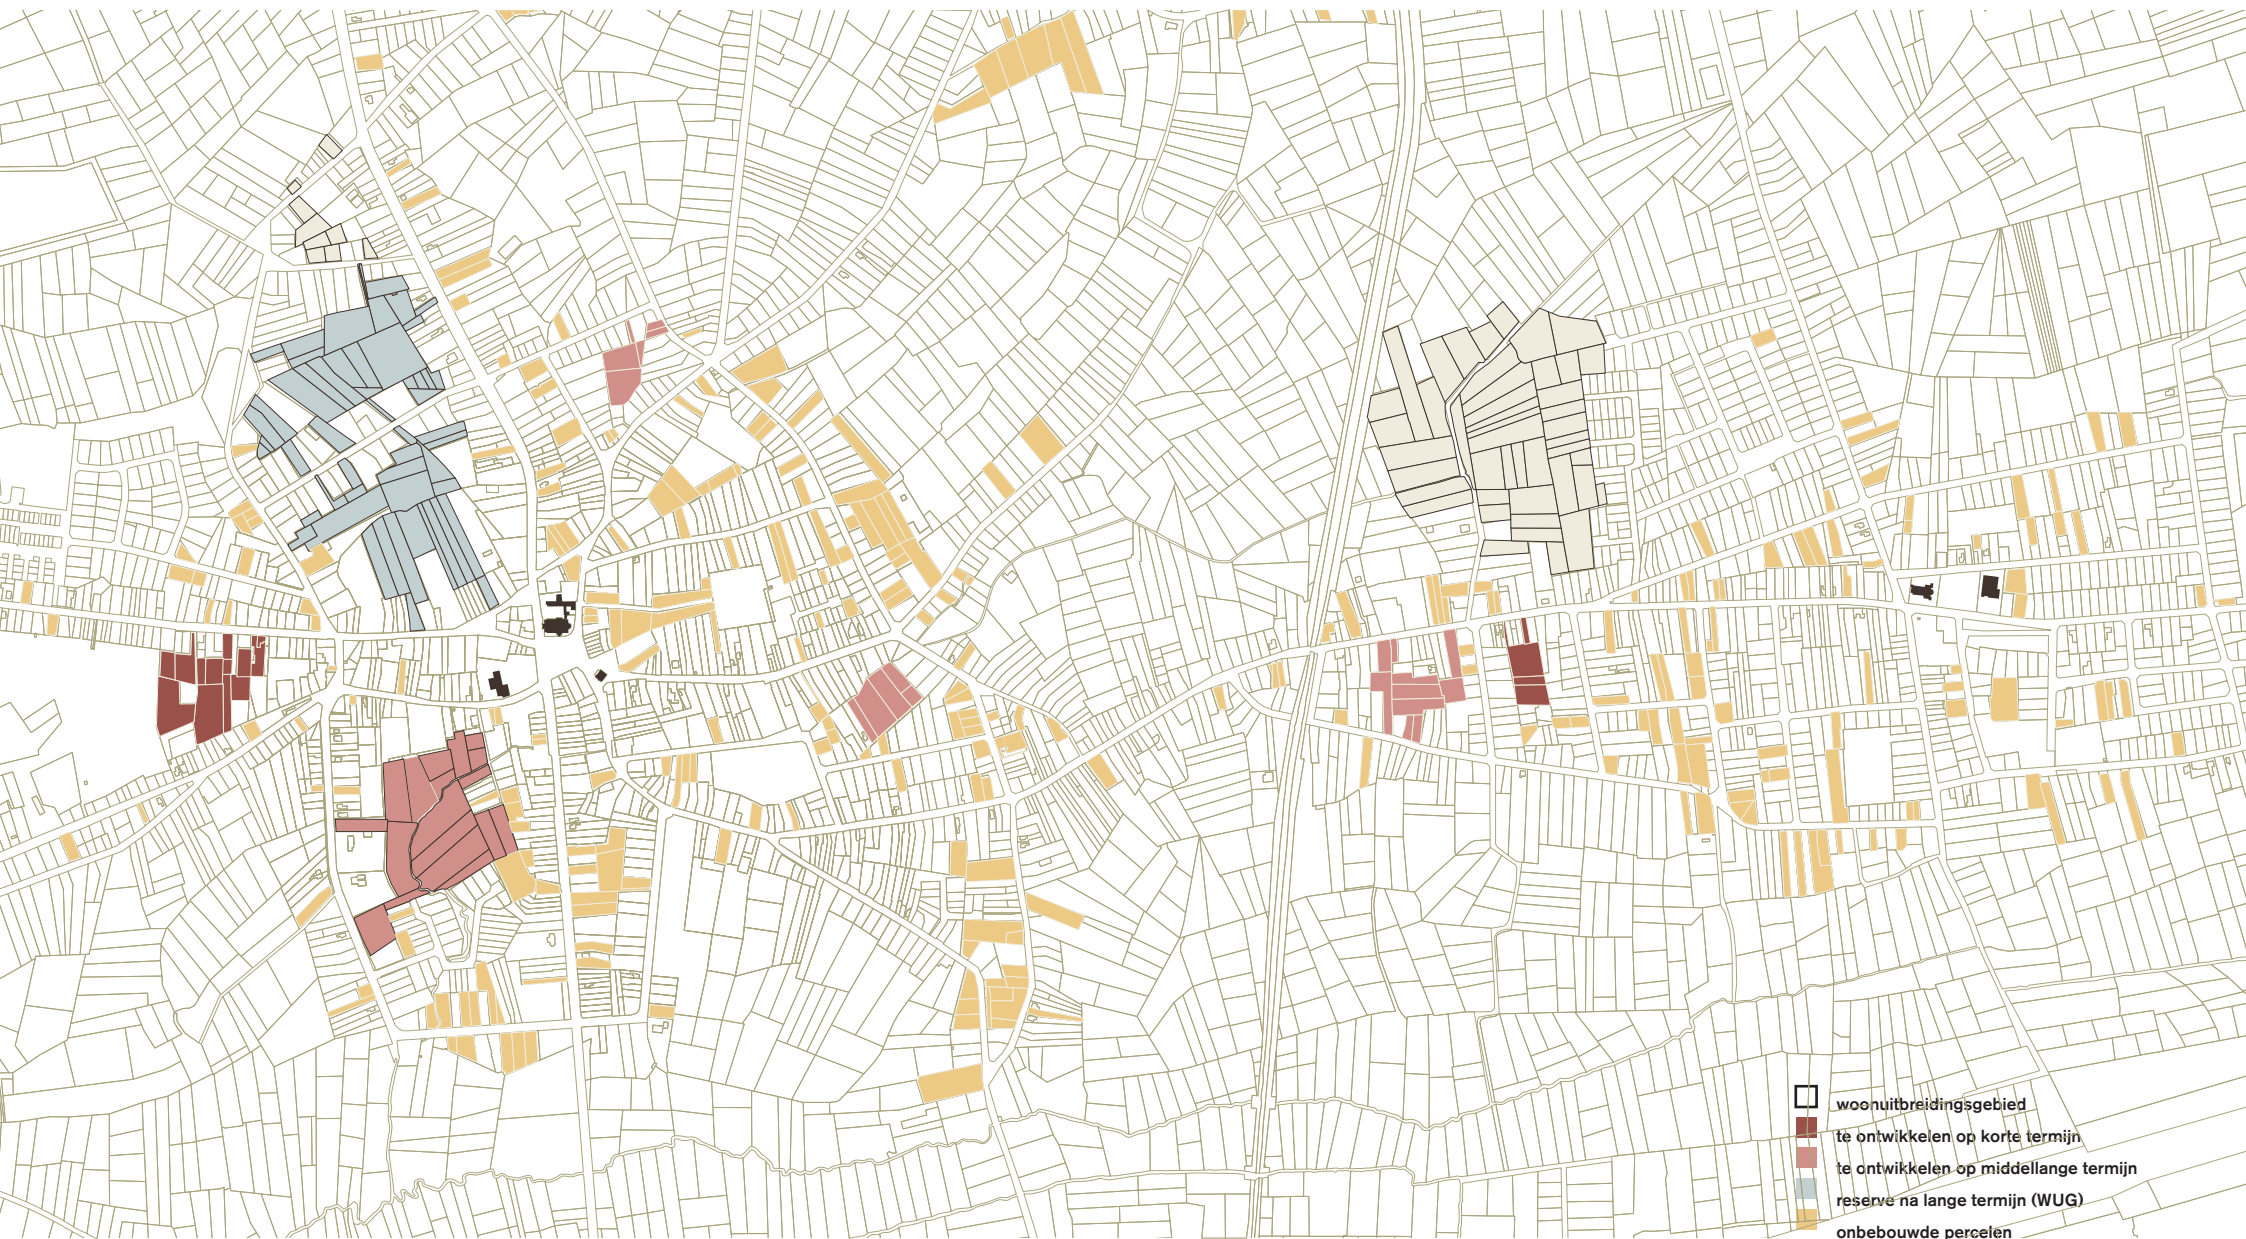 woonuitbreidingsgebied
te ontwikkelen op korte termijn
te ontwikkelen op middellange termijn
reserve na lange termijn (WUG)
onbebouwde percelen